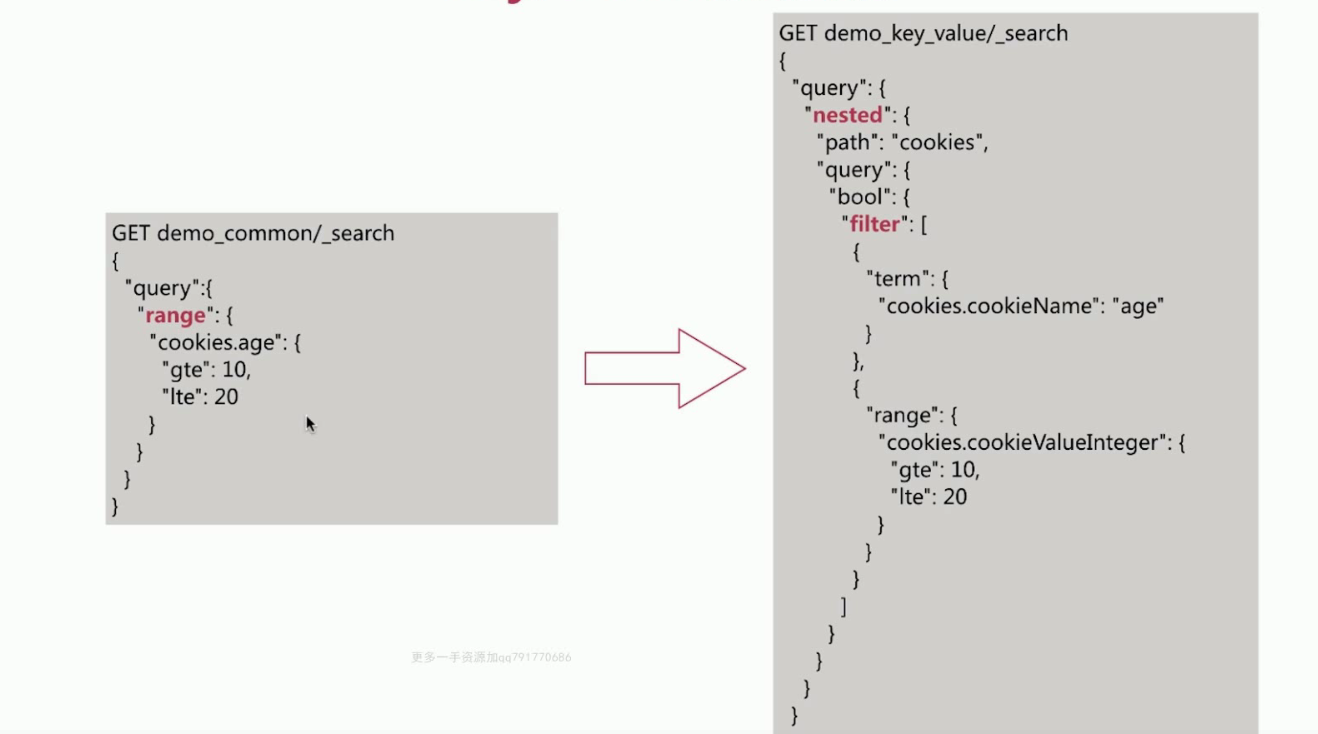 GET demo_common/_search
{
"query":{
"range": {
"cookies.age": {
"gte": 10,
"lte": 20
}
}
}
}
GET demo_key_value/_search
{
"query": {
"nested": {
"path": "cookies",
"query": {
"bool": {
"filter": [
{
"term": {
"cookies.cookieName": "age"
}
},
{
"range": {
"cookies.cookieValueInteger": {
"gte": 10,
"lte": 20
}
}
}
]
}
}
}
}
更多一手资源加qq791770686